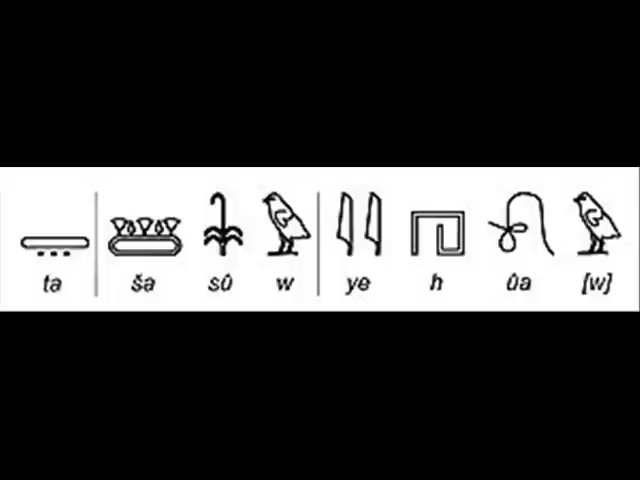 𓇾 𓆷 𓇓 𓅱 𓇌 𓉔 𓍯 𓅱
ta ša sû w ye h ûa [w]